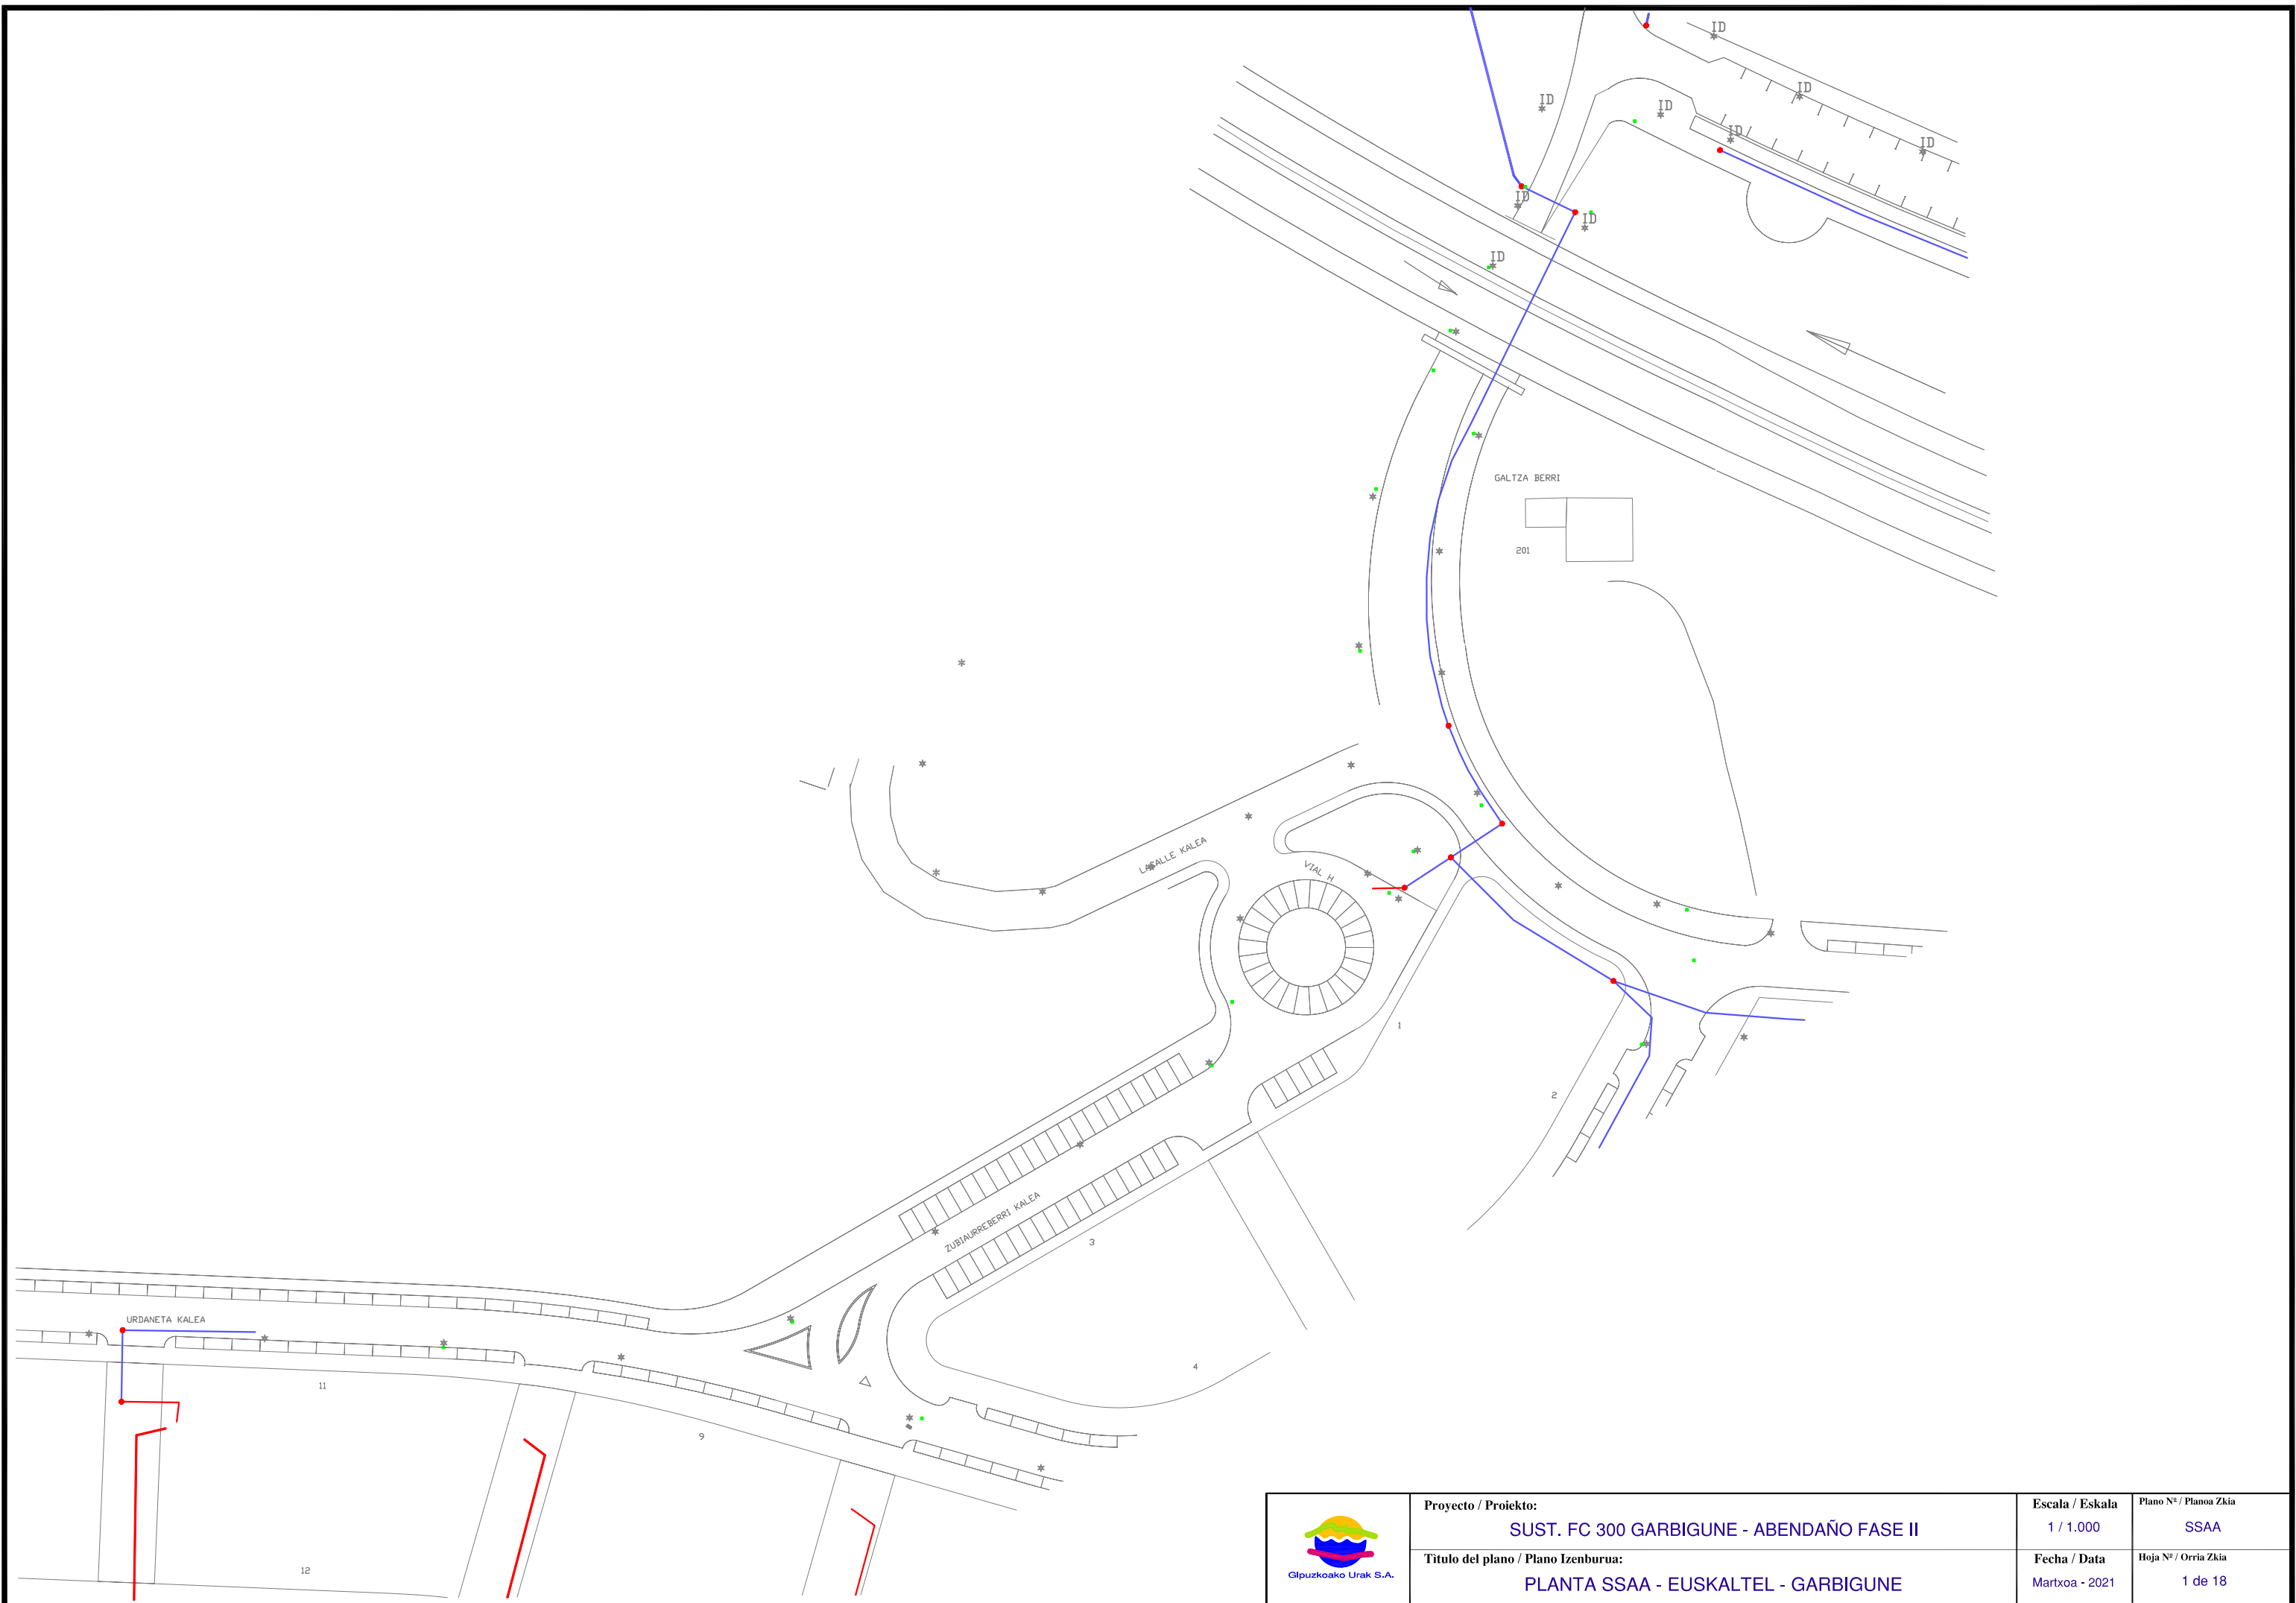 ID
ID
ID
ID
ID
ID
ID
ID
ID
GALTZA BERRI
201
LASALLE KALEA
VIAL H
1
2
ZUBIAURREBERRI KALEA
3
4
URDANETA KALEA
11
9
12
GIpuzkoako Urak S.A.
Proyecto / Proiekto:
SUST. FC 300 GARBIGUNE - ABENDAÑO FASE II
Titulo del plano / Plano Izenburua:
PLANTA SSAA - EUSKALTEL - GARBIGUNE
Escala / Eskala
1 / 1.000
Fecha / Data
Martxoa - 2021
Plano Nº / Planoa Zkia
SSAA
Hoja Nº / Orria Zkia
1 de 18